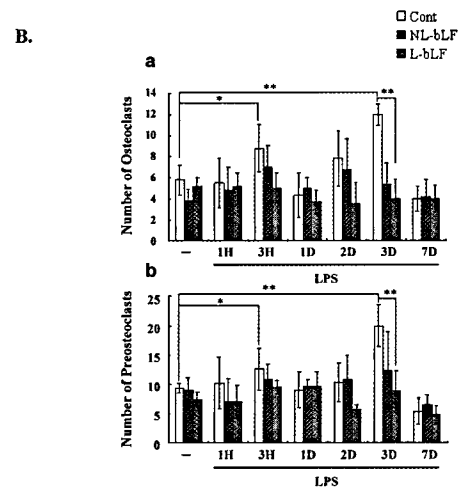 B.
Cont
NL-bLF
L-bLF
a
* **
**
Number of Osteoclasts
14
12
10
8
6
4
2
0
– 1H 3H 1D 2D 3D 7D
LPS
b
**
* **
Number of Preosteoclasts
25
20
15
10
5
0
– 1H 3H 1D 2D 3D 7D
LPS